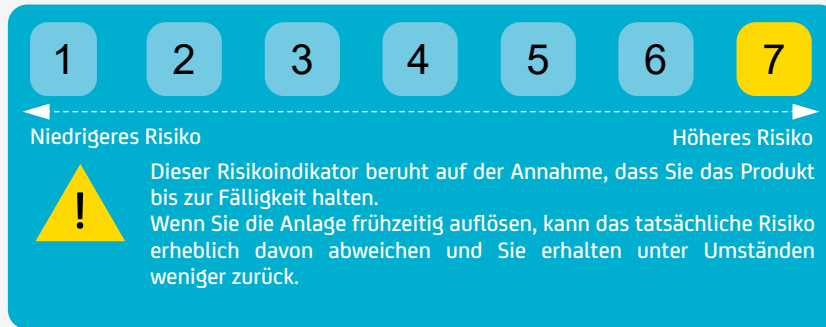 1 2 3 4 5 6 7
Niedrigeres Risiko Höheres Risiko
Dieser Risikoindikator beruht auf der Annahme, dass Sie das Produkt
bis zur Fälligkeit halten.
Wenn Sie die Anlage frühzeitig auflösen, kann das tatsächliche Risiko
erheblich davon abweichen und Sie erhalten unter Umständen
weniger zurück.
!